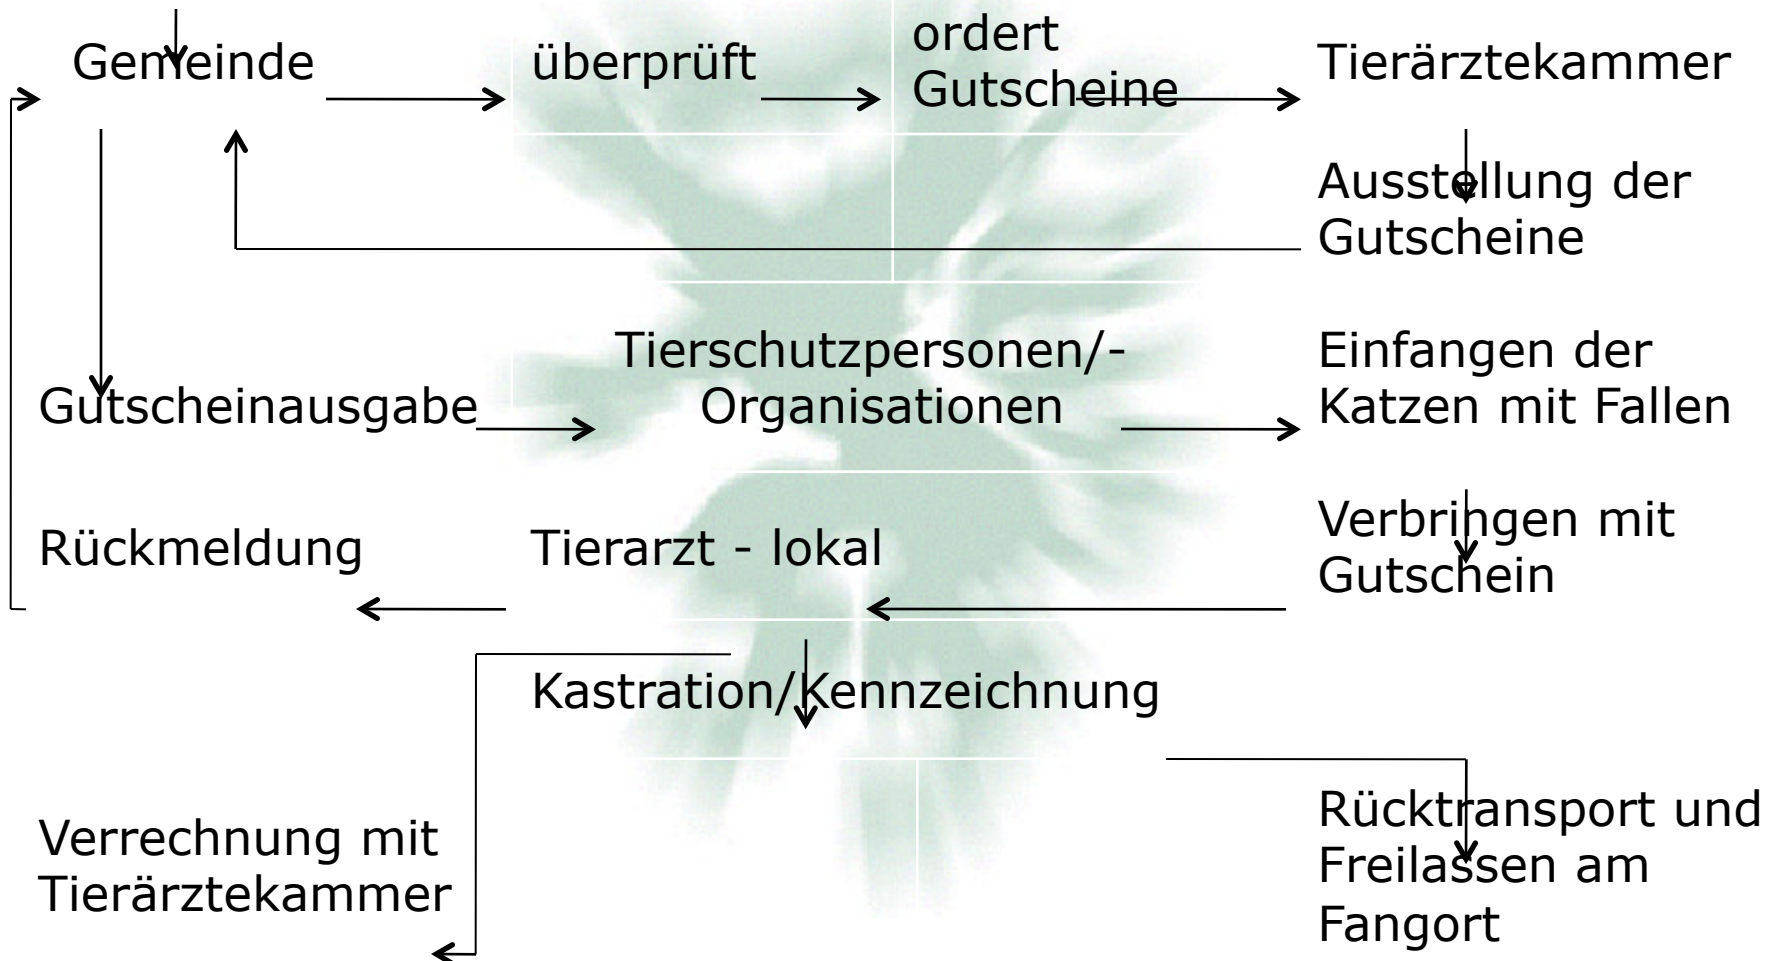 Gemeinde
überprüft
ordert
Gutscheine
Tierärztekammer
Ausstellung der
Gutscheine
Gutscheinausgabe
Tierschutzpersonen/-
Organisationen
Einfangen der
Katzen mit Fallen
Rückmeldung
Tierarzt - lokal
Verbringen mit
Gutschein
Kastration/Kennzeichnung
Verrechnung mit
Tierärztekammer
Rücktransport und
Freilassen am
Fangort